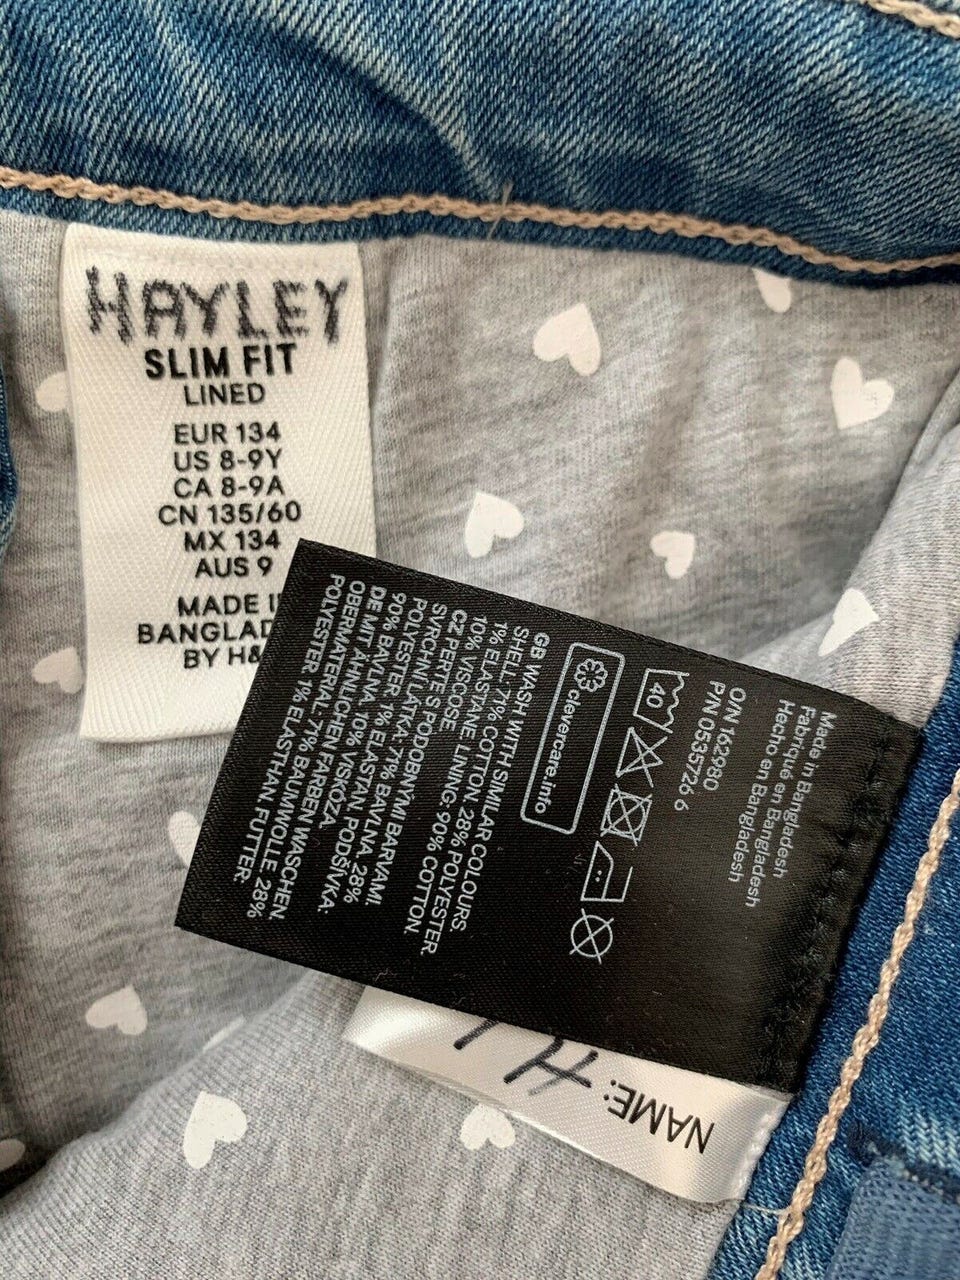 HAYLEY
SLIM FIT
LINED
EUR 134
US 8-9Y
CA 8-9A
CN 135/60
MX 134
AUS 9
MADE
BANGLAD
BY H&
Made in Bangladesh
Fabriqué en Bangladesh
Hecho en Bangladesh
O/N 162980
P/N 0535726 6
40
clevercare.info
GB WASH WITH SIMILAR COLOURS.
SHELL. 71% COTTON. 28% POLYESTER.
1% ELASTANE LINING. 90% COTTON.
10% VISCOSE.
CZ PERTE S PODOBNÝMI BARVAMI.
SVRCHNÍ LÁTKA. 71% BAVLNA. 28%
POLYESTER. 1% ELASTAN. PODŠÍVKA:
90% BAVLNA. 10% VISKÓZA.
DE MIT ÄHNLICHEN FARBEN WASCHEN.
OBERMATERIAL. 71% BAUMWOLLE. 28%
POLYESTER. 1% ELASTHAN. FUTTER:
NAME: H